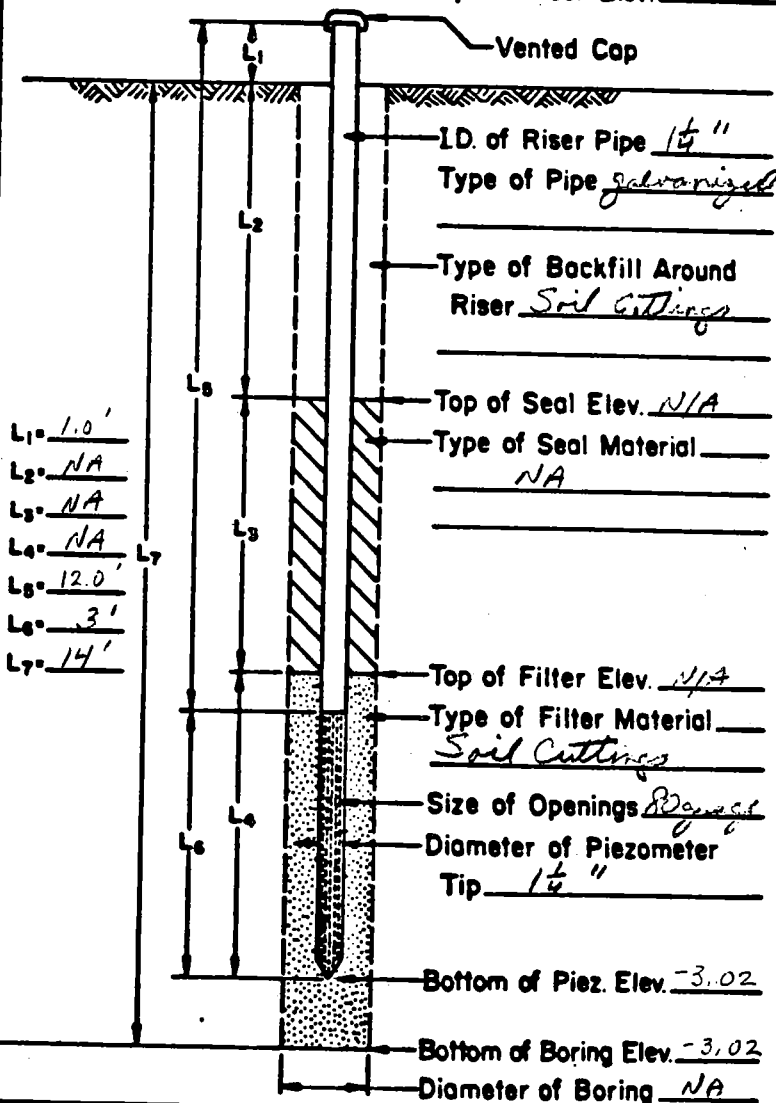 Vented Cap
L₁
I.D. of Riser Pipe 1¼"
Type of Pipe galvanized
L₂
Type of Backfill Around
Riser Soil Cuttings
L₅
Top of Seal Elev. N/A
Type of Seal Material
NA
L₁= 1.0'
L₂= NA
L₃= NA
L₄= NA
L₅= 12.0'
L₆= 3'
L₇= 14'
L₇
L₃
Top of Filter Elev. N/A
Type of Filter Material
Soil Cuttings
L₆
L₄
Size of Openings 80 gauge
Diameter of Piezometer
Tip 1¼"
Bottom of Piez. Elev. -3.02
Bottom of Boring Elev. -3.02
Diameter of Boring NA